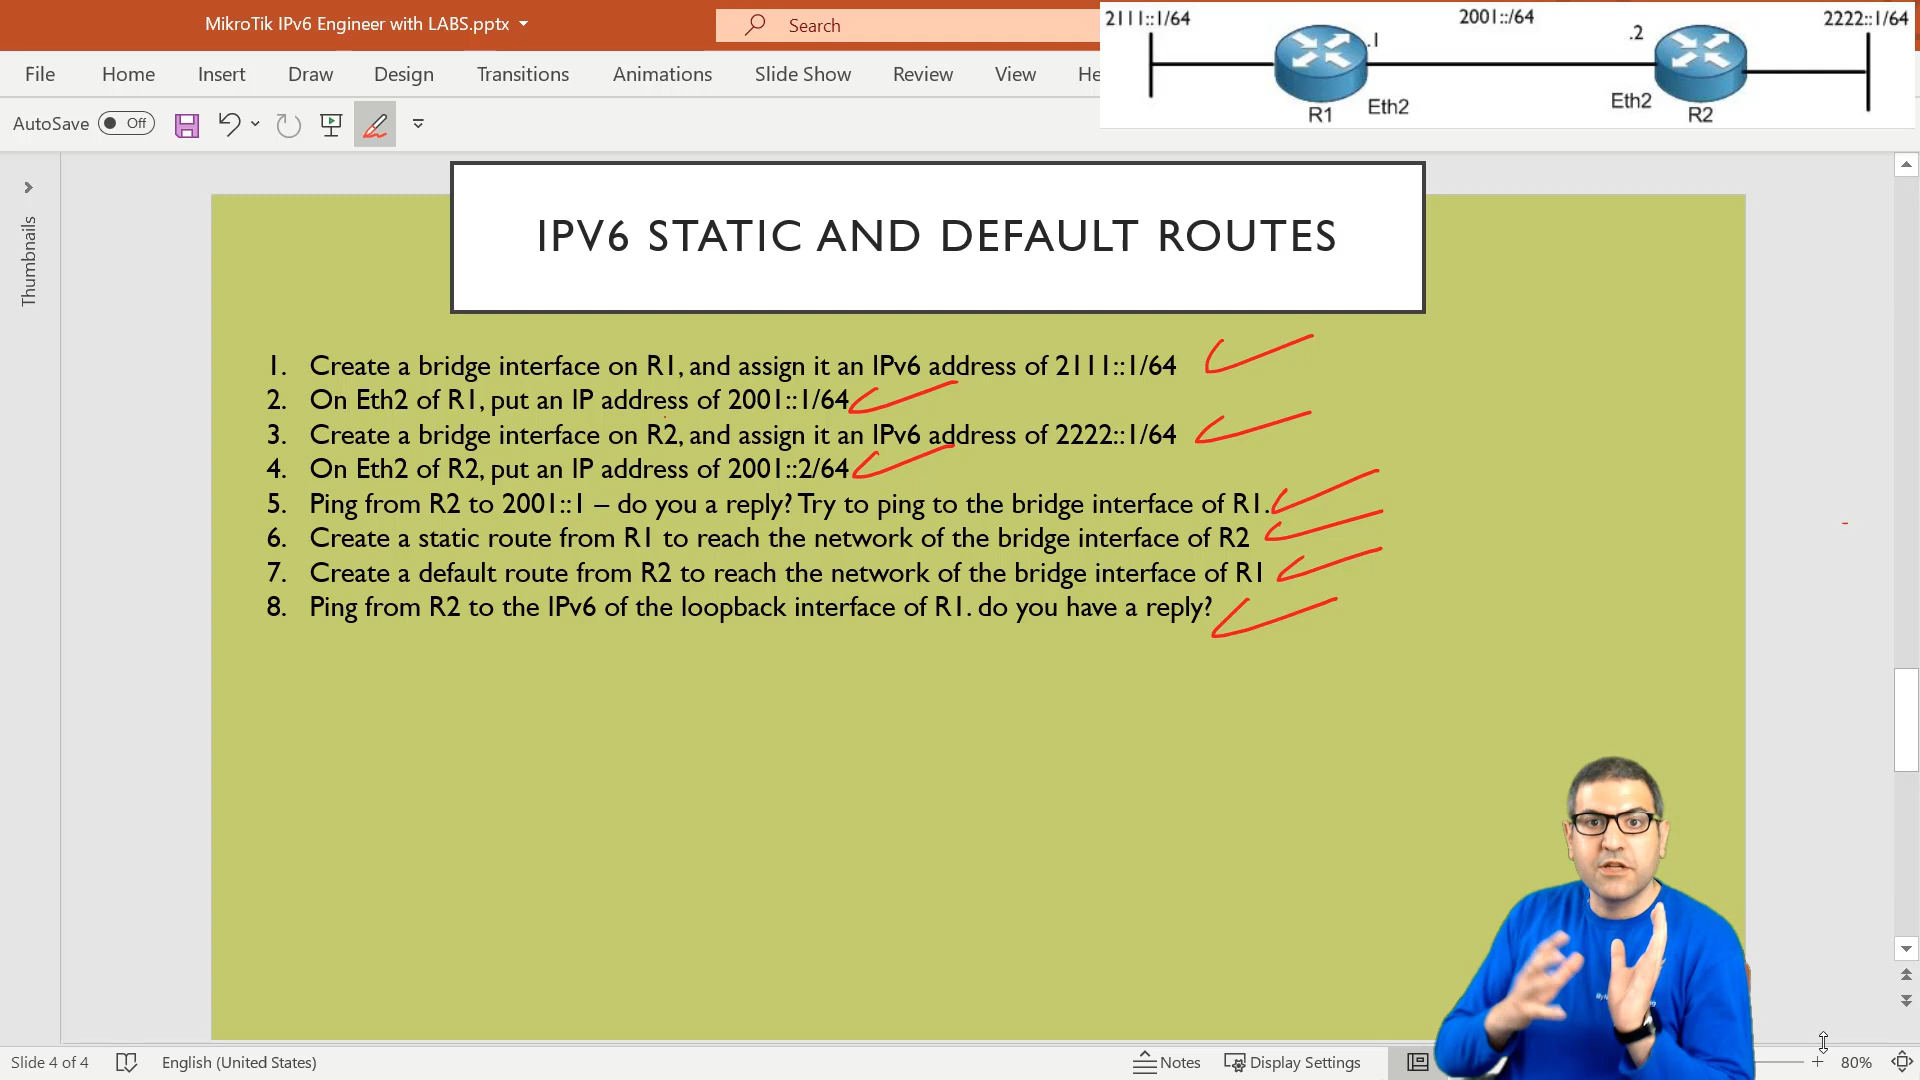 MikroTik IPv6 Engineer with LABS.pptx
Search
2111::1/64
2001::/64
2222::1/64
.1
.2
Eth2
Eth2
R1
R2
File
Home
Insert
Draw
Design
Transitions
Animations
Slide Show
Review
View
He
AutoSave
Off
Thumbnails
IPV6 STATIC AND DEFAULT ROUTES
1. Create a bridge interface on R1, and assign it an IPv6 address of 2111::1/64
2. On Eth2 of R1, put an IP address of 2001::1/64
3. Create a bridge interface on R2, and assign it an IPv6 address of 2222::1/64
4. On Eth2 of R2, put an IP address of 2001::2/64
5. Ping from R2 to 2001::1 – do you a reply? Try to ping to the bridge interface of R1.
6. Create a static route from R1 to reach the network of the bridge interface of R2
7. Create a default route from R2 to reach the network of the bridge interface of R1
8. Ping from R2 to the IPv6 of the loopback interface of R1. do you have a reply?
Slide 4 of 4
English (United States)
Notes
Display Settings
80%